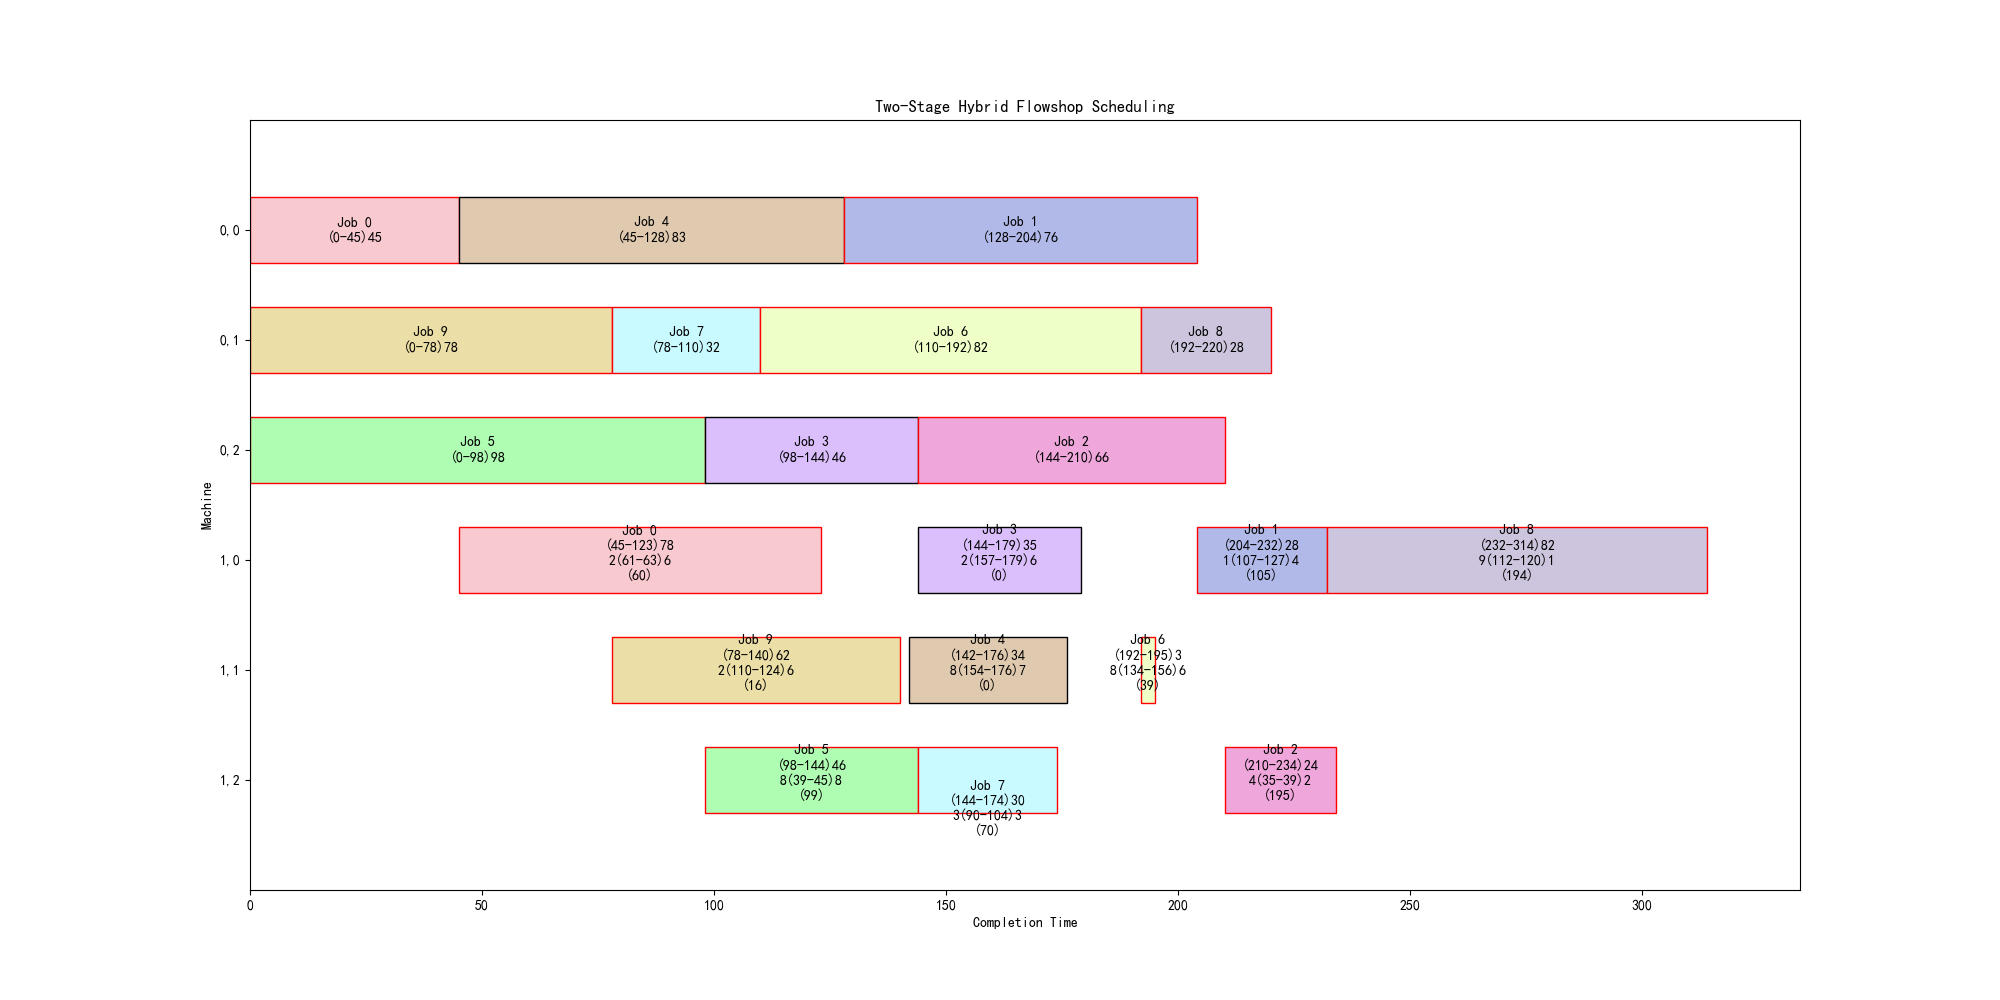 Two-Stage Hybrid Flowshop Scheduling
Machine
0,0
Job 0
(0-45)45
Job 4
(45-128)83
Job 1
(128-204)76
0,1
Job 9
(0-78)78
Job 7
(78-110)32
Job 6
(110-192)82
Job 8
(192-220)28
0,2
Job 5
(0-98)98
Job 3
(98-144)46
Job 2
(144-210)66
1,0
Job 0
(45-123)78
2(61-63)6
(60)
Job 3
(144-179)35
2(157-179)6
(0)
Job 1
(204-232)28
1(107-127)4
(105)
Job 8
(232-314)82
9(112-120)1
(194)
1,1
Job 9
(78-140)62
2(110-124)6
(16)
Job 4
(142-176)34
8(154-176)7
(0)
Job 6
(192-195)3
8(134-156)6
(39)
1,2
Job 5
(98-144)46
8(39-45)8
(99)
Job 7
(144-174)30
3(90-104)3
(70)
Job 2
(210-234)24
4(35-39)2
(195)
0
50
100
150
200
250
300
Completion Time